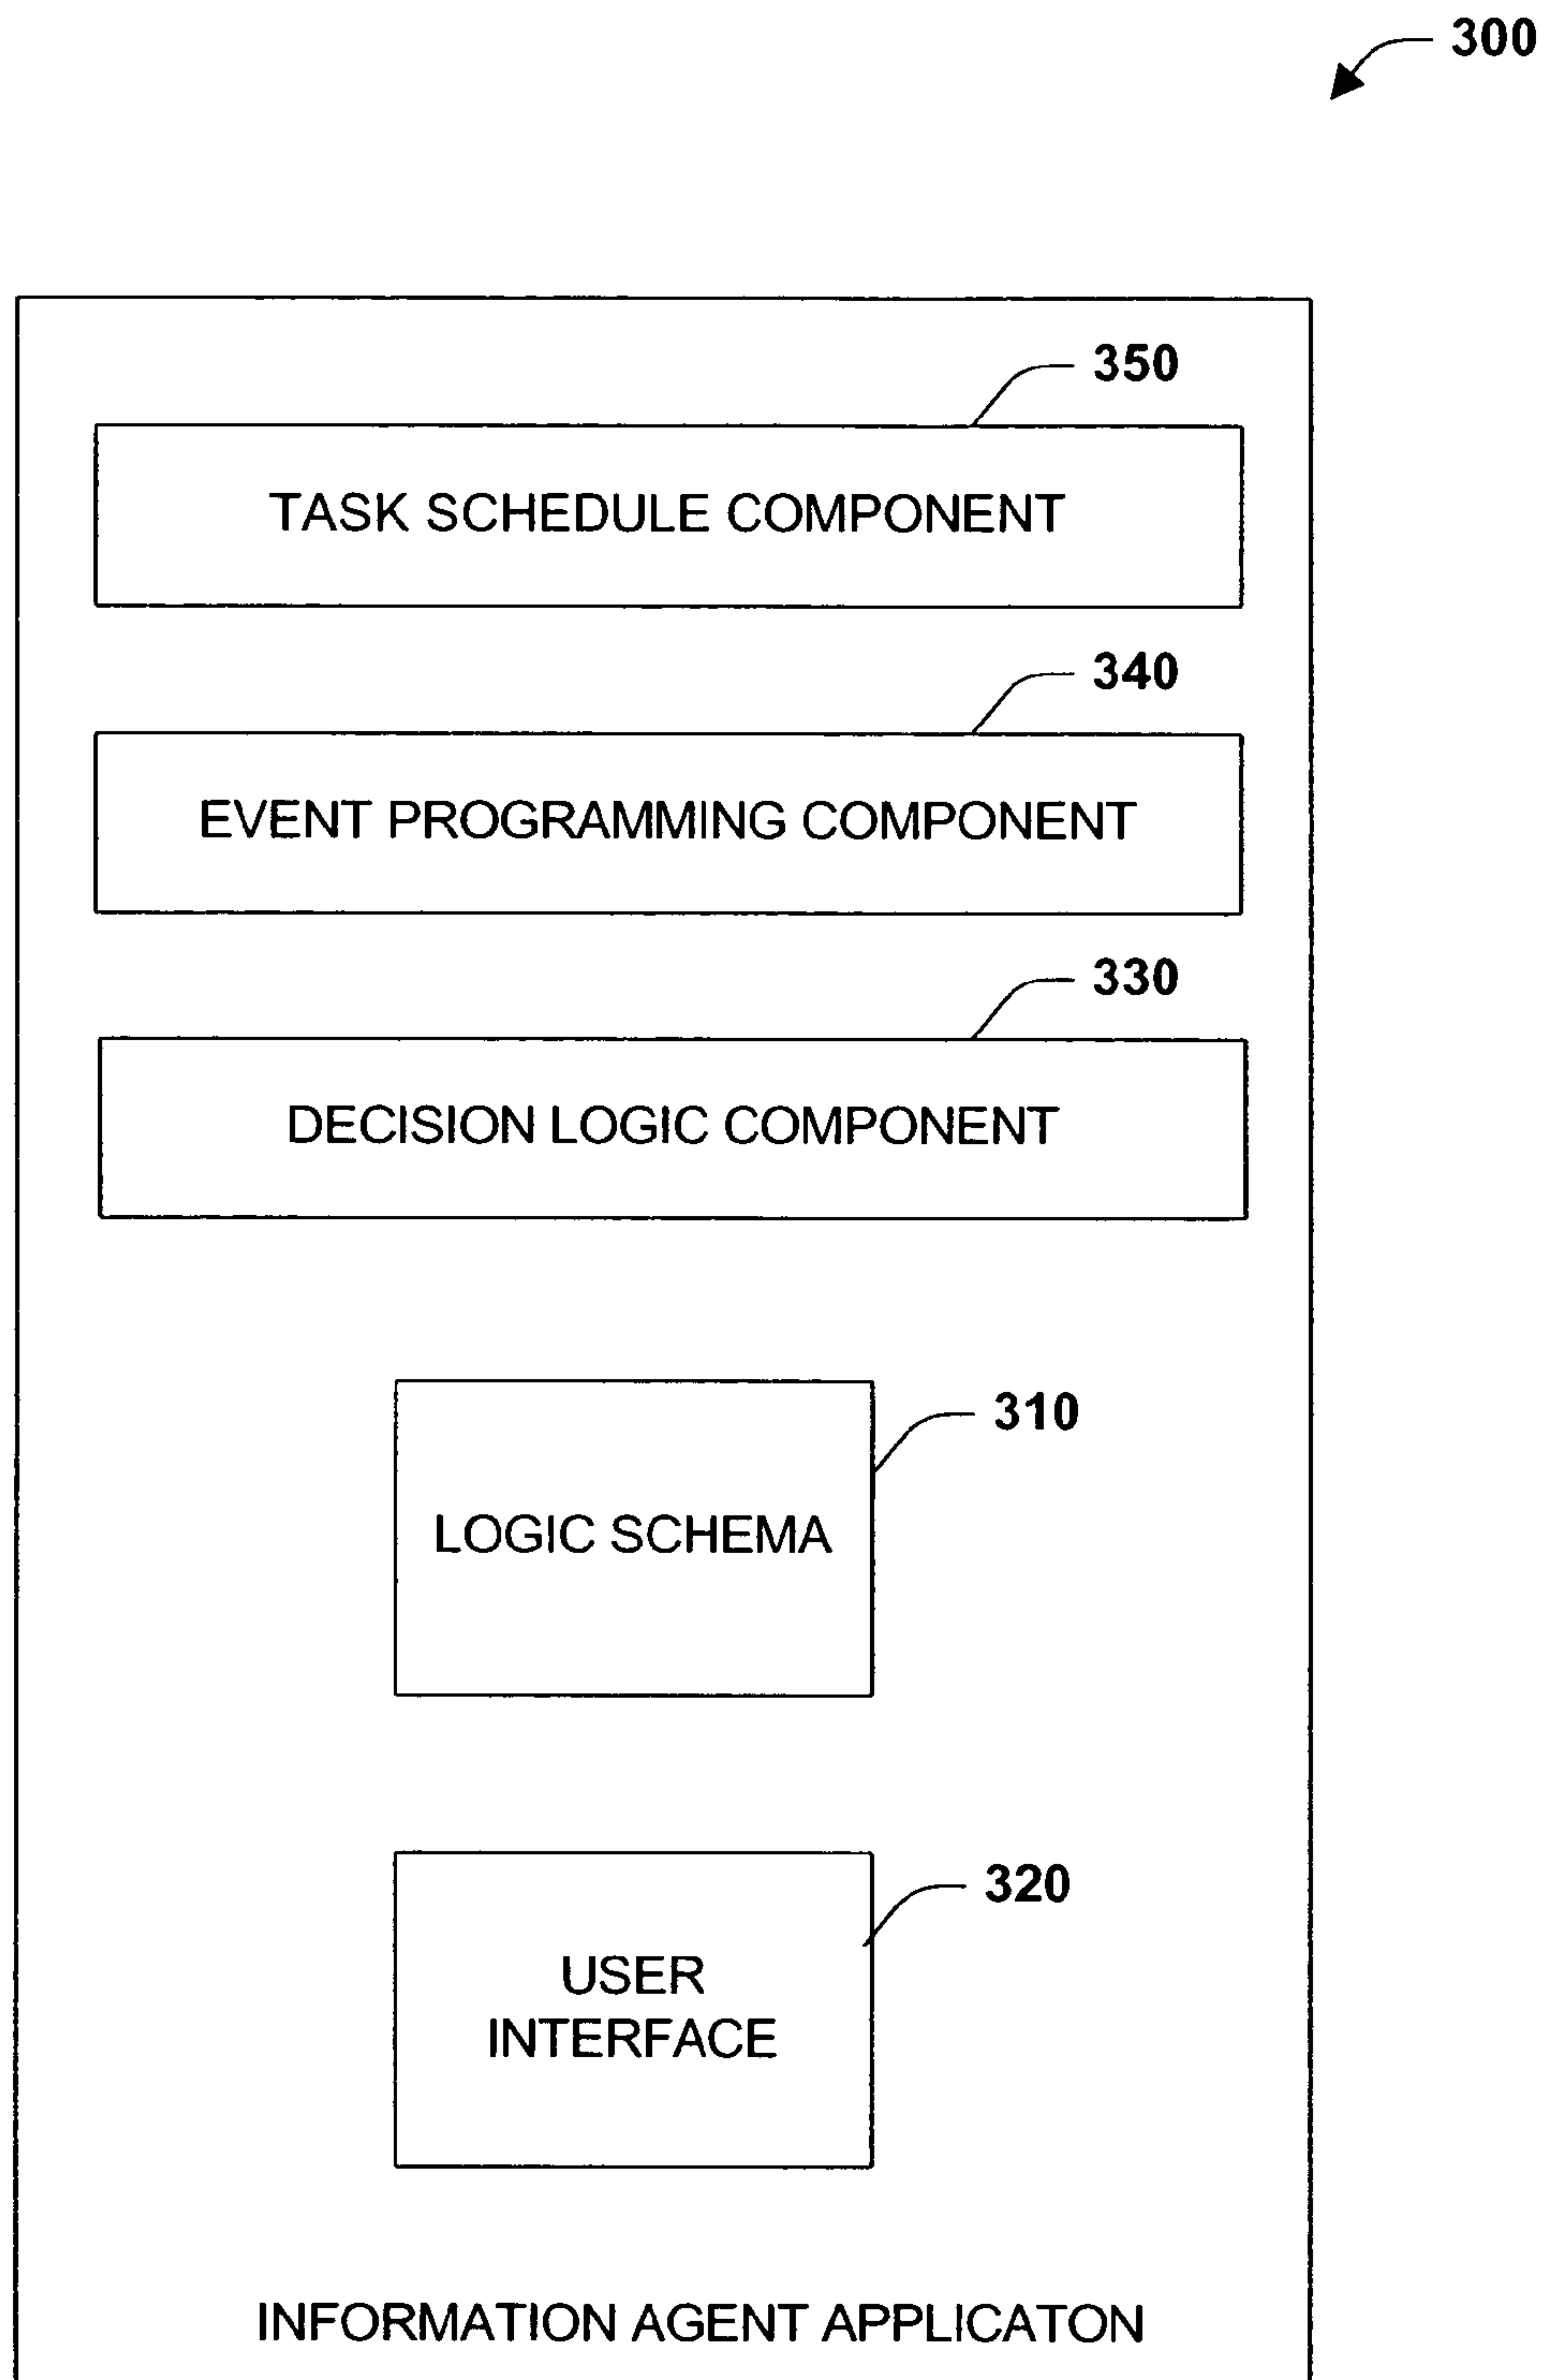 300
350
TASK SCHEDULE COMPONENT
340
EVENT PROGRAMMING COMPONENT
330
DECISION LOGIC COMPONENT
310
LOGIC SCHEMA
320
USER
INTERFACE
INFORMATION AGENT APPLICATON